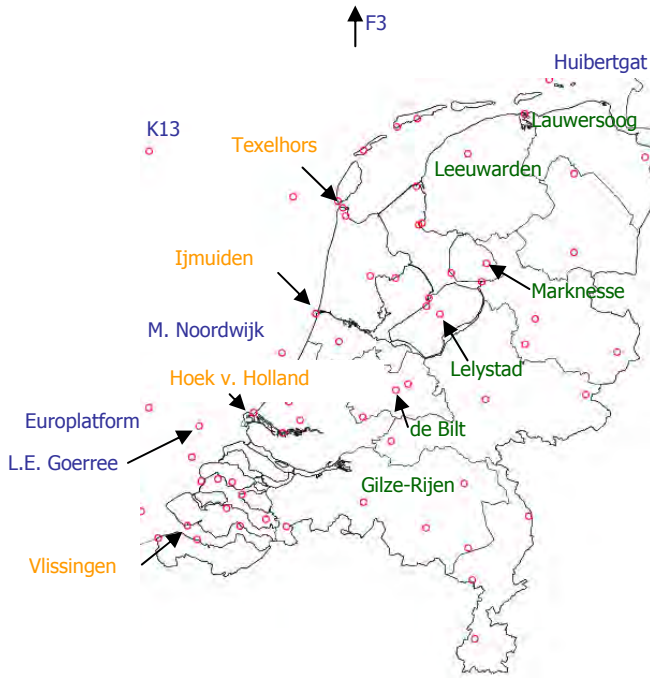 F3
Huibertgat
Lauwersoog
K13
Texelhors
Leeuwarden
Ijmuiden
Marknesse
M. Noordwijk
Lelystad
Hoek v. Holland
Europlatform
de Bilt
L.E. Goerree
Gilze-Rijen
Vlissingen